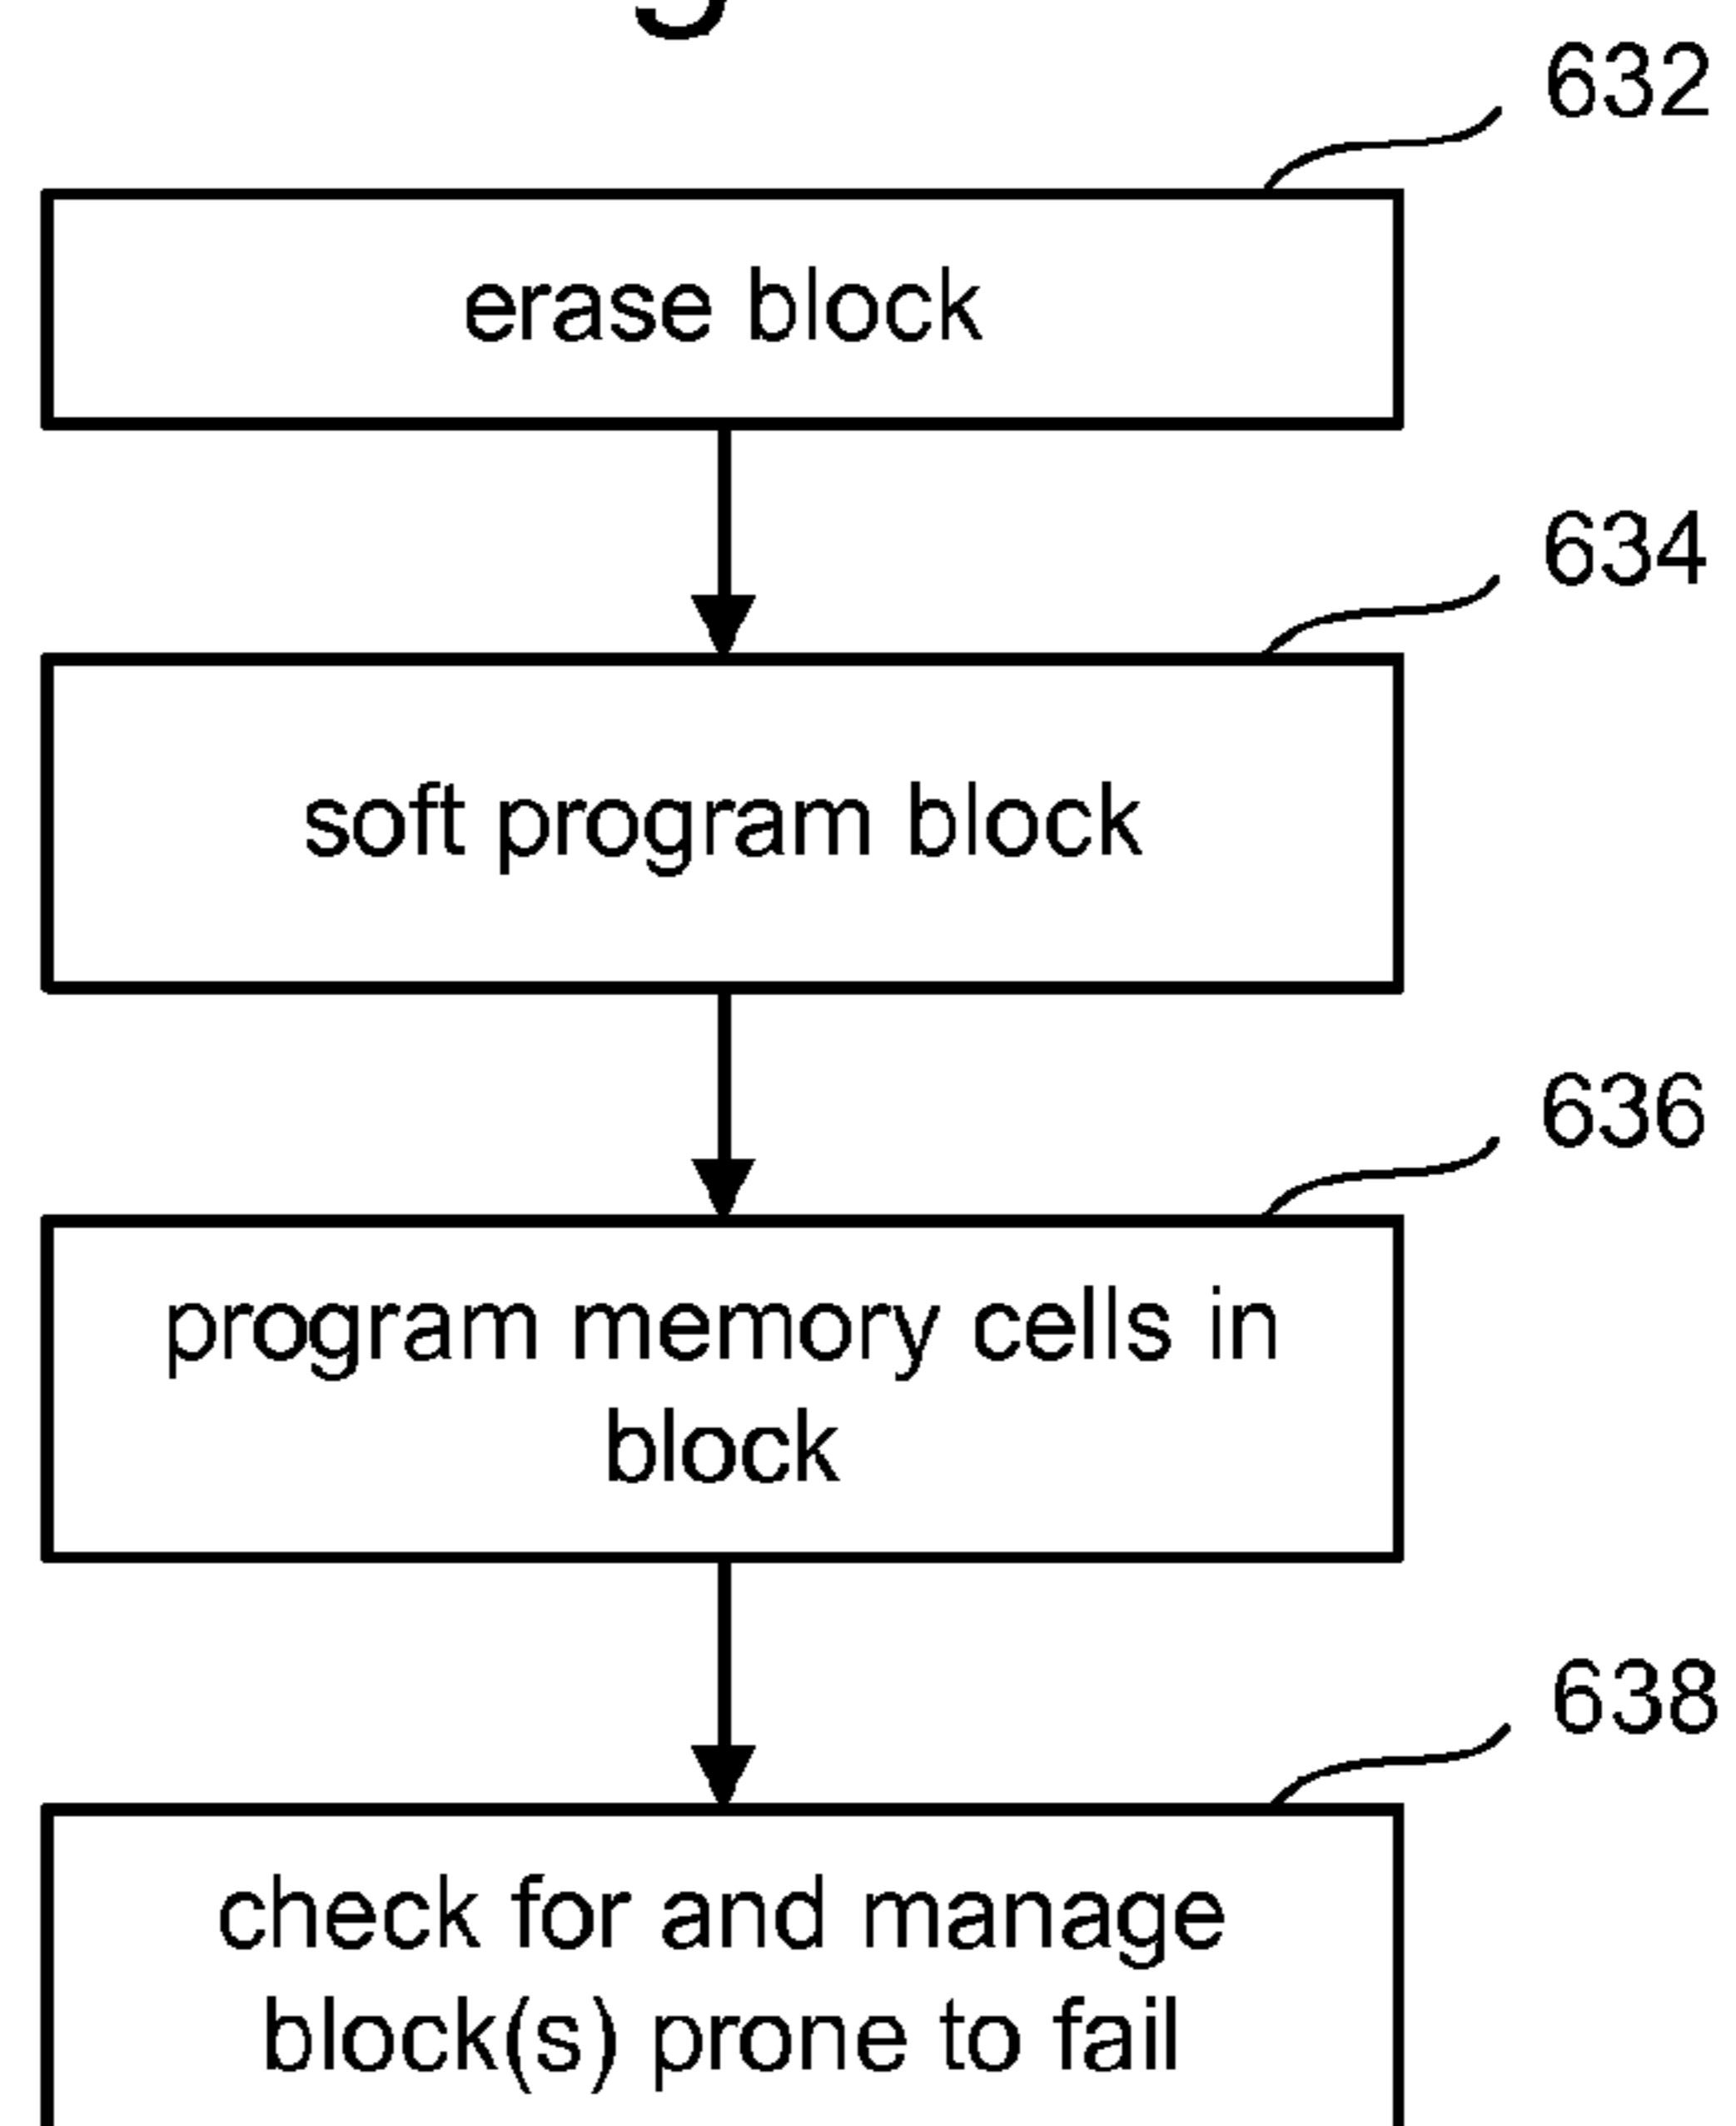 632
erase block
634
soft program block
636
program memory cells in
block
638
check for and manage
block(s) prone to fail